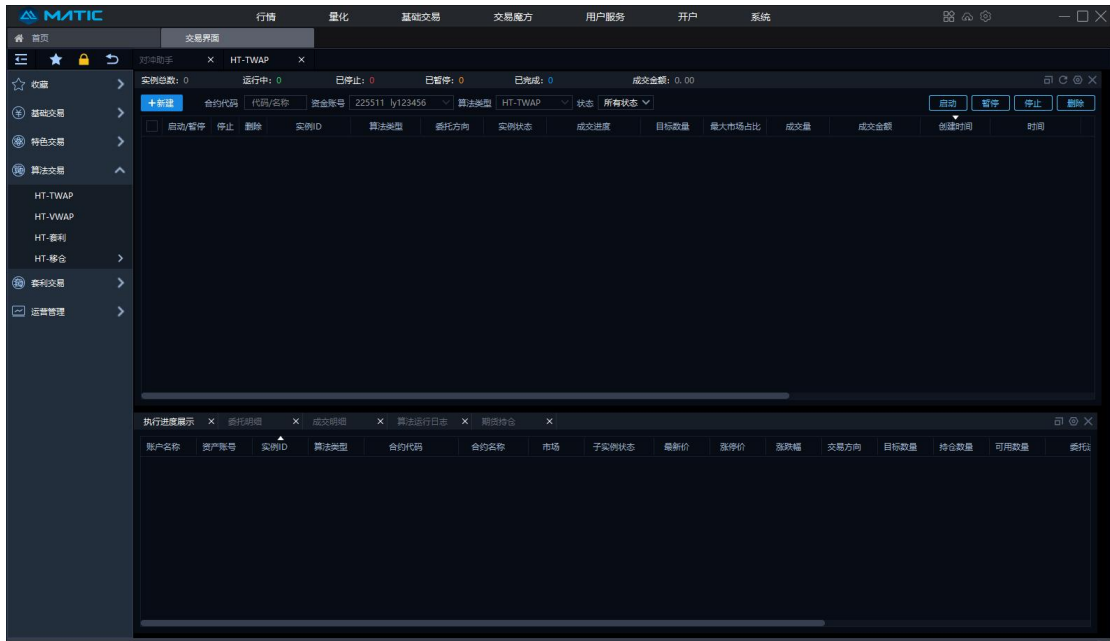 MATIC 行情 量化 基础交易 交易魔方 用户服务 开户 系统
首页 交易界面
对冲助手 HT-TWAP
收藏
基础交易
特色交易
算法交易
HT-TWAP
HT-VWAP
HT-套利
HT-移仓
套利交易
运营管理
实例总数: 0 运行中: 0 已停止: 0 已暂停: 0 已完成: 0 成交金额: 0.00
+新建 合约代码 代码/名称 资金账号 225511 ly123456 算法类型 HT-TWAP 状态 所有状态 启动 暂停 停止 删除
启动/暂停 停止 删除 实例ID 算法类型 委托方向 实例状态 成交进度 目标数量 最大市场占比 成交量 成交金额 创建时间 时间
执行进度展示 委托明细 成交明细 算法运行日志 期货持仓
账户名称 资产账号 实例ID 算法类型 合约代码 合约名称 市场 子实例状态 最新价 涨停价 涨跌幅 交易方向 目标数量 持仓数量 可用数量 委托